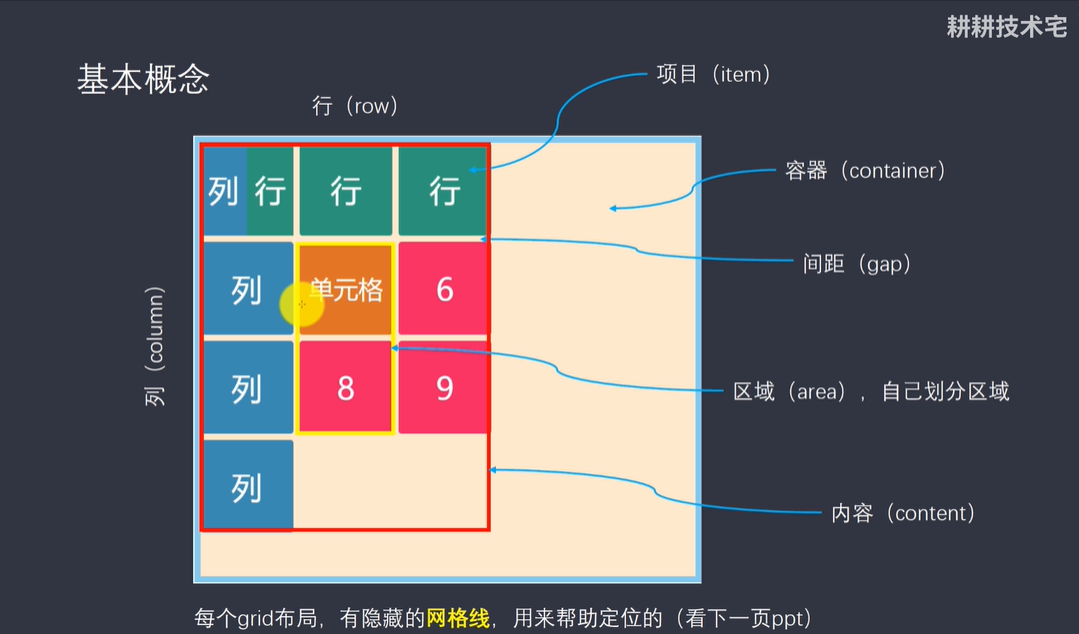 耕耕技术宅
基本概念
项目（item）
行（row）
容器（container）
列 行 行 行
间距（gap）
列 单元格 6
列（column）
列 8 9
区域（area），自己划分区域
列
内容（content）
每个grid布局，有隐藏的网格线，用来帮助定位的（看下一页ppt）